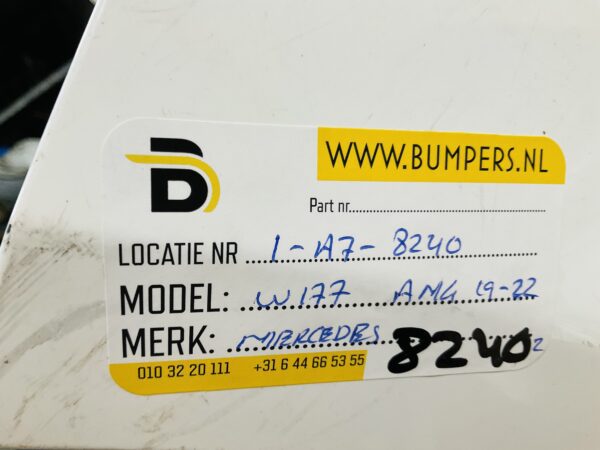 WWW.BUMPERS.NL
Part nr
LOCATIE NR 1-A7-8240
MODEL: W177 AMG 19-22
MERK: MERCEDES 8240 2
010 32 20 111 +31 6 44 66 53 55